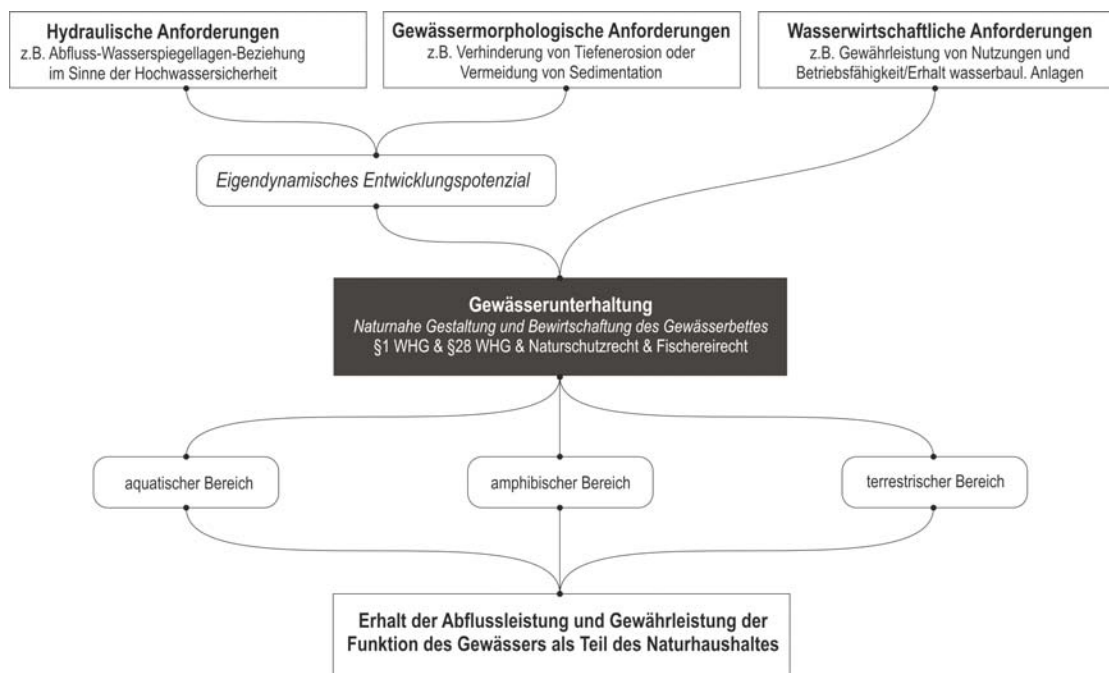 Hydraulische Anforderungen
z.B. Abfluss-Wasserspiegellagen-Beziehung
im Sinne der Hochwassersicherheit
Gewässermorphologische Anforderungen
z.B. Verhinderung von Tiefenerosion oder
Vermeidung von Sedimentation
Wasserwirtschaftliche Anforderungen
z.B. Gewährleistung von Nutzungen und
Betriebsfähigkeit/Erhalt wasserbaul. Anlagen
Eigendynamisches Entwicklungspotenzial
Gewässerunterhaltung
Naturnahe Gestaltung und Bewirtschaftung des Gewässerbettes
§1 WHG & §28 WHG & Naturschutzrecht & Fischereirecht
aquatischer Bereich
amphibischer Bereich
terrestrischer Bereich
Erhalt der Abflussleistung und Gewährleistung der
Funktion des Gewässers als Teil des Naturhaushaltes